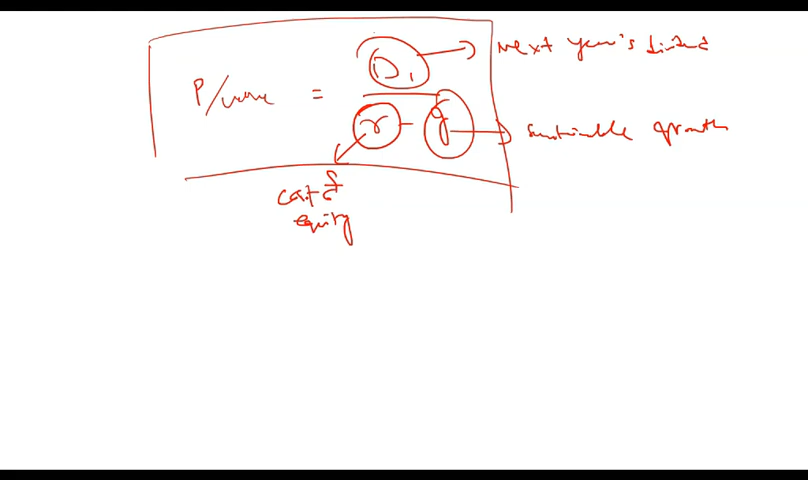 Next year's dividend
P/value = D₁ / r - g
sustainable growth
cost of
equity